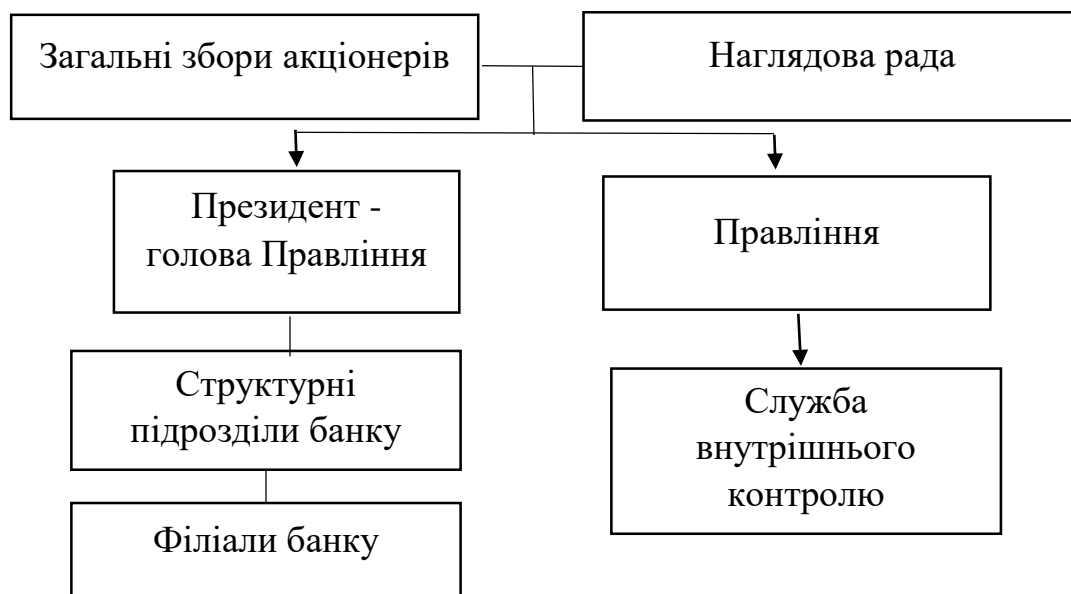 Загальні збори акціонерів
Наглядова рада
Президент -
голова Правління
Правління
Структурні
підрозділи банку
Служба
внутрішнього
контролю
Філіали банку